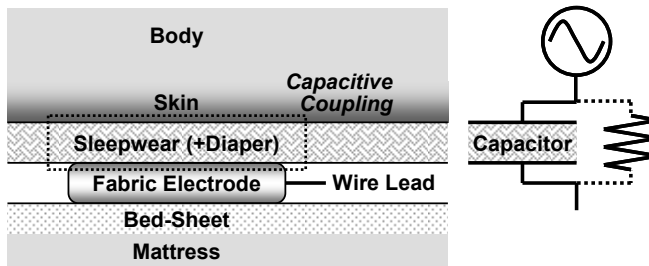 Body
Capacitive
Coupling
Skin
Sleepwear (+Diaper)
Capacitor
Fabric Electrode
Wire Lead
Bed-Sheet
Mattress